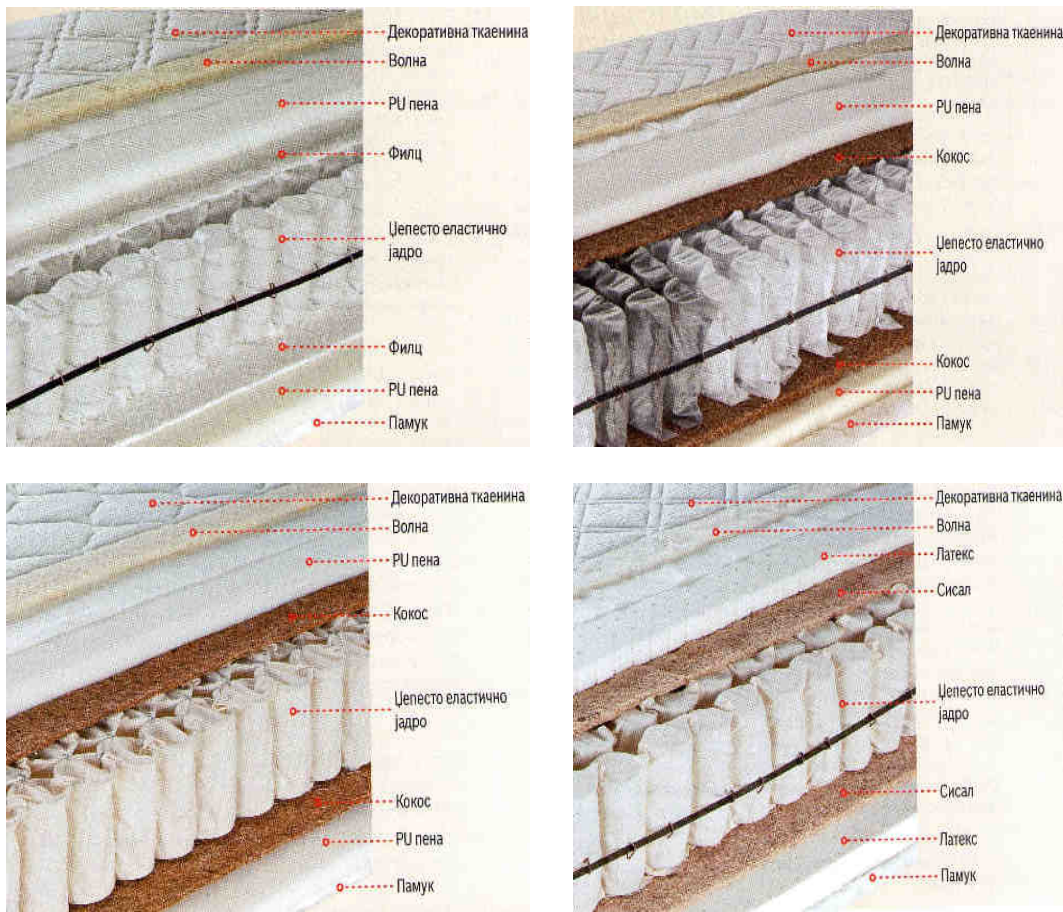 Декоративна ткаенина
Волна
PU пена
Филц
Џепесто еластично
јадро
Филц
PU пена
Памук
Декоративна ткаенина
Волна
PU пена
Кокос
Џепесто еластично
јадро
Кокос
PU пена
Памук
Декоративна ткаенина
Волна
PU пена
Кокос
Џепесто еластично
јадро
Кокос
PU пена
Памук
Декоративна ткаенина
Волна
Латекс
Сисал
Џепесто еластично
јадро
Сисал
Латекс
Памук